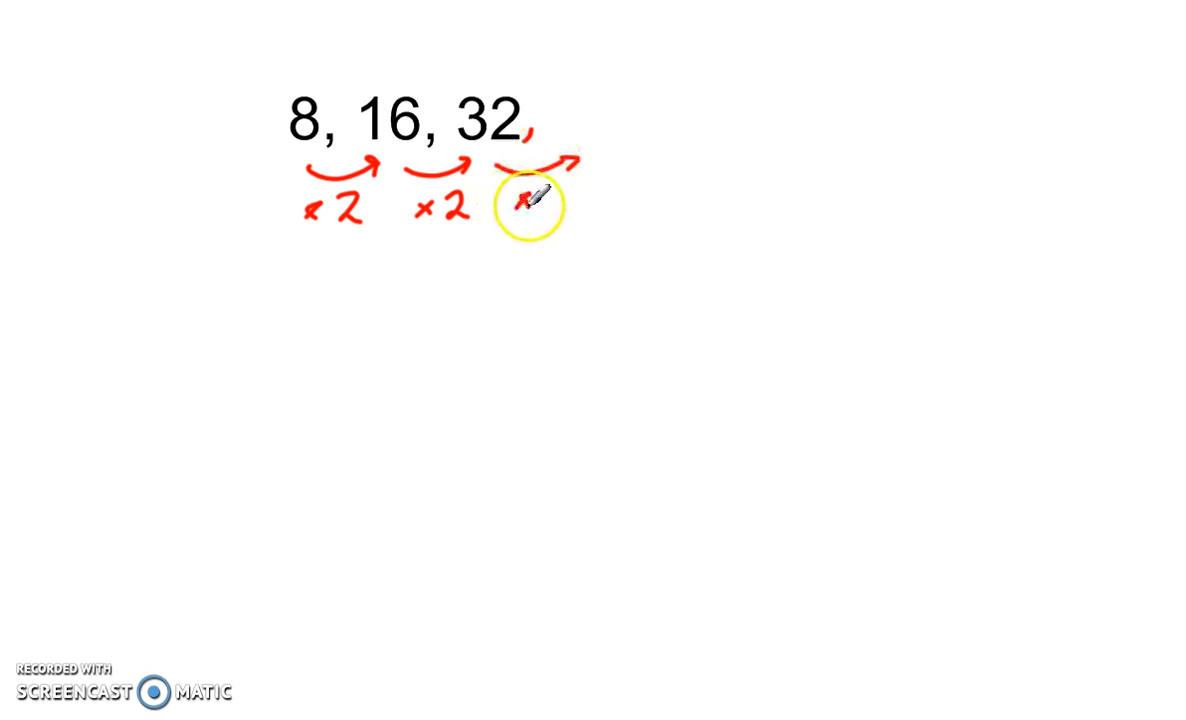 8, 16, 32,
×2 ×2 ×
RECORDED WITH
SCREENCAST MATIC